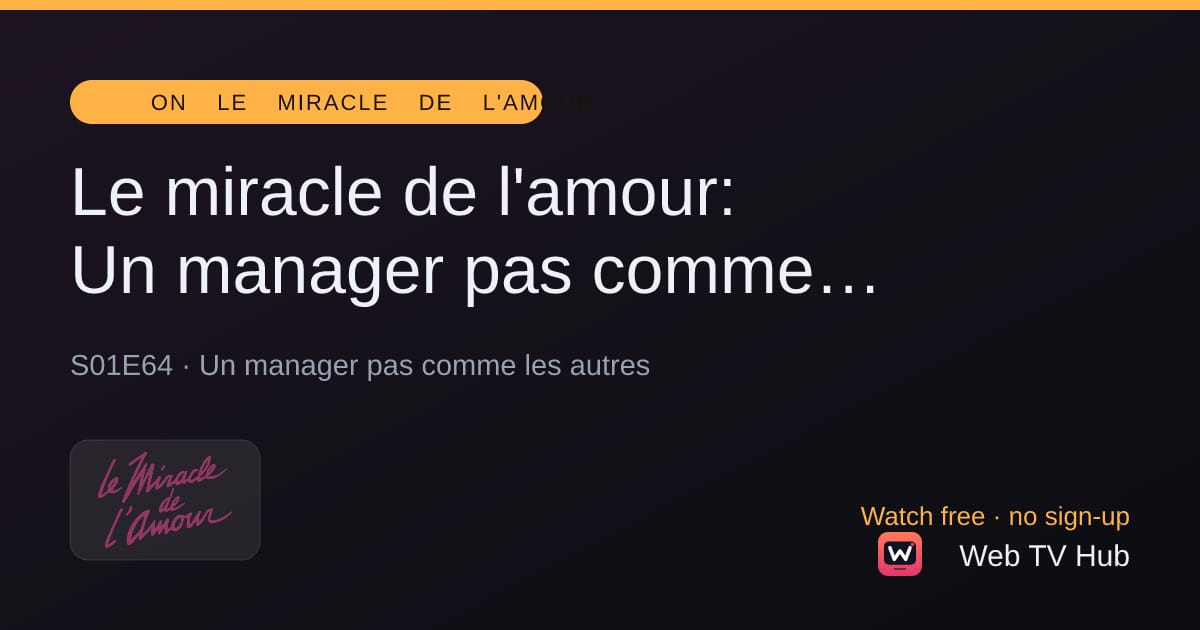 ON LE MIRACLE DE L'AMOUR
Le miracle de l'amour:
Un manager pas comme…
S01E64 · Un manager pas comme les autres
Le Miracle
de
l'Amour
Watch free · no sign-up
W
Web TV Hub